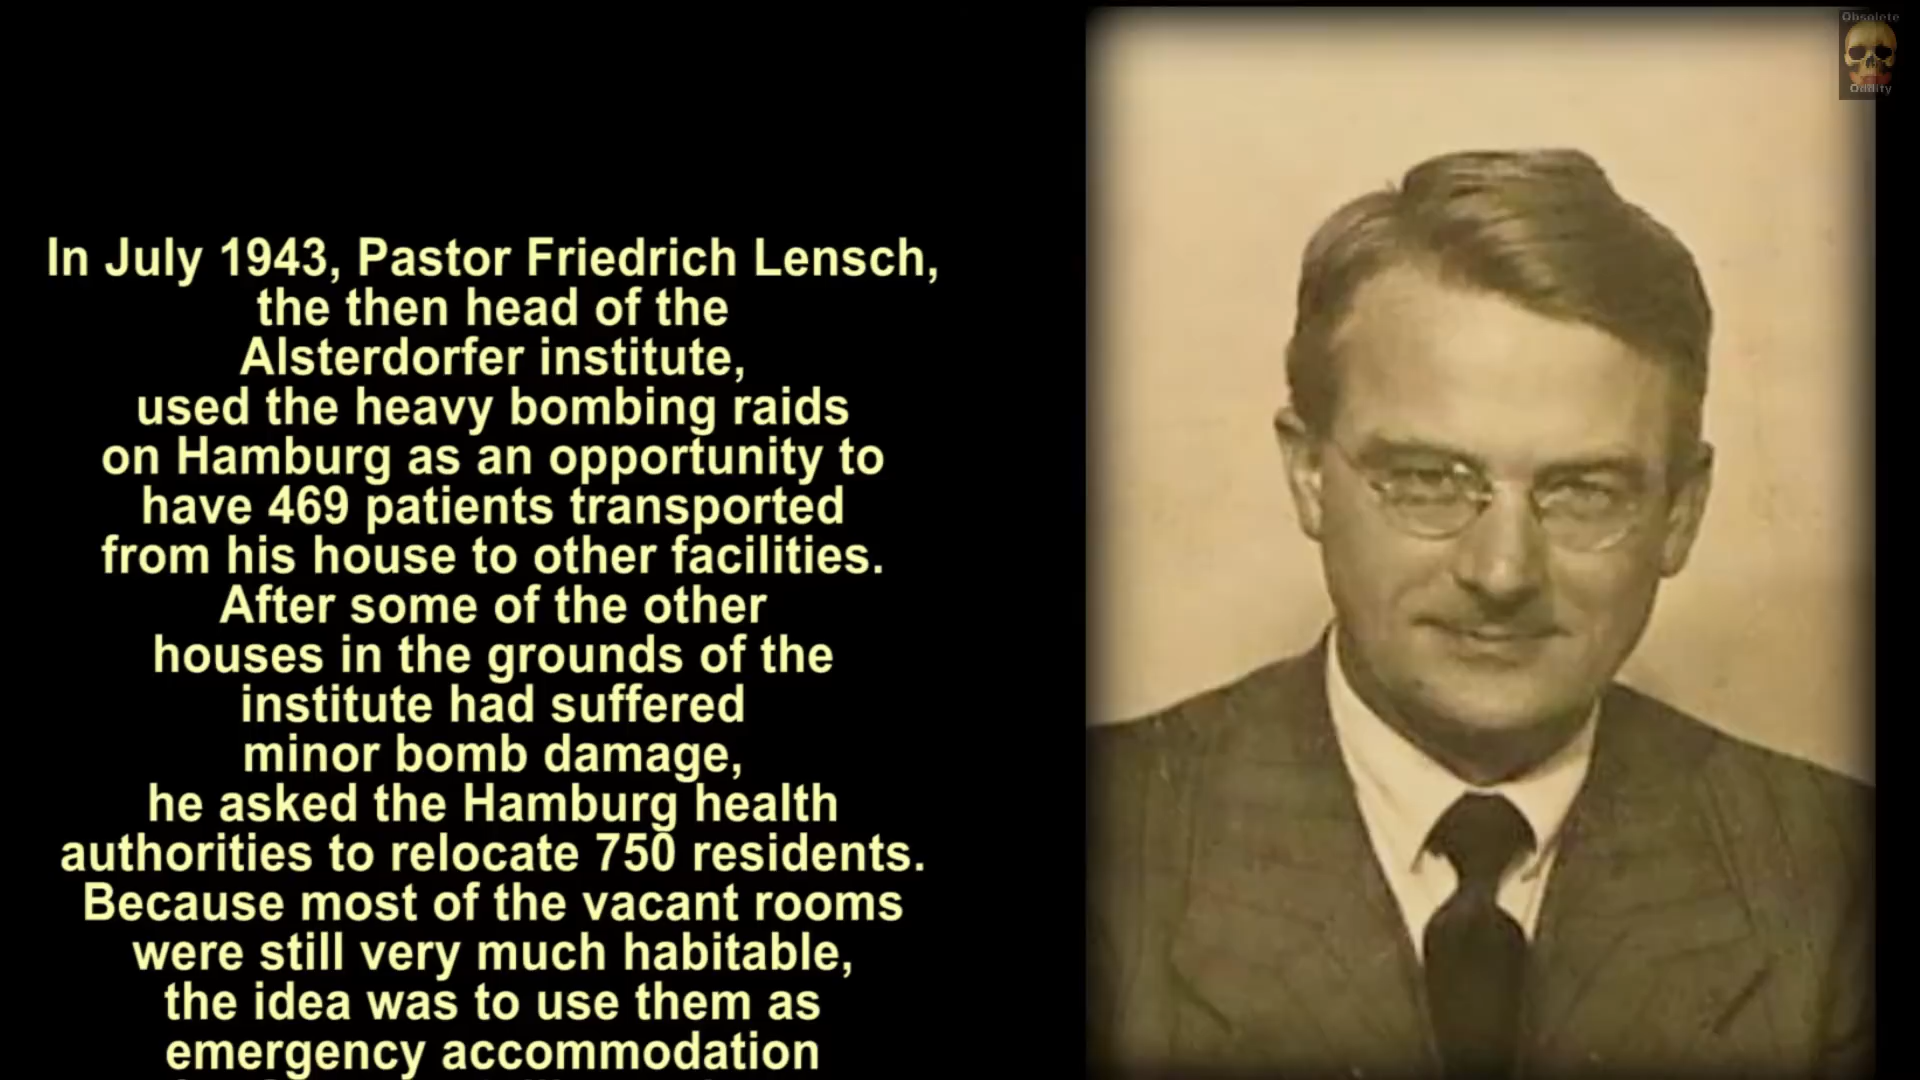 Obsolete
Oddity
In July 1943, Pastor Friedrich Lensch,
the then head of the
Alsterdorfer institute,
used the heavy bombing raids
on Hamburg as an opportunity to
have 469 patients transported
from his house to other facilities.
After some of the other
houses in the grounds of the
institute had suffered
minor bomb damage,
he asked the Hamburg health
authorities to relocate 750 residents.
Because most of the vacant rooms
were still very much habitable,
the idea was to use them as
emergency accommodation